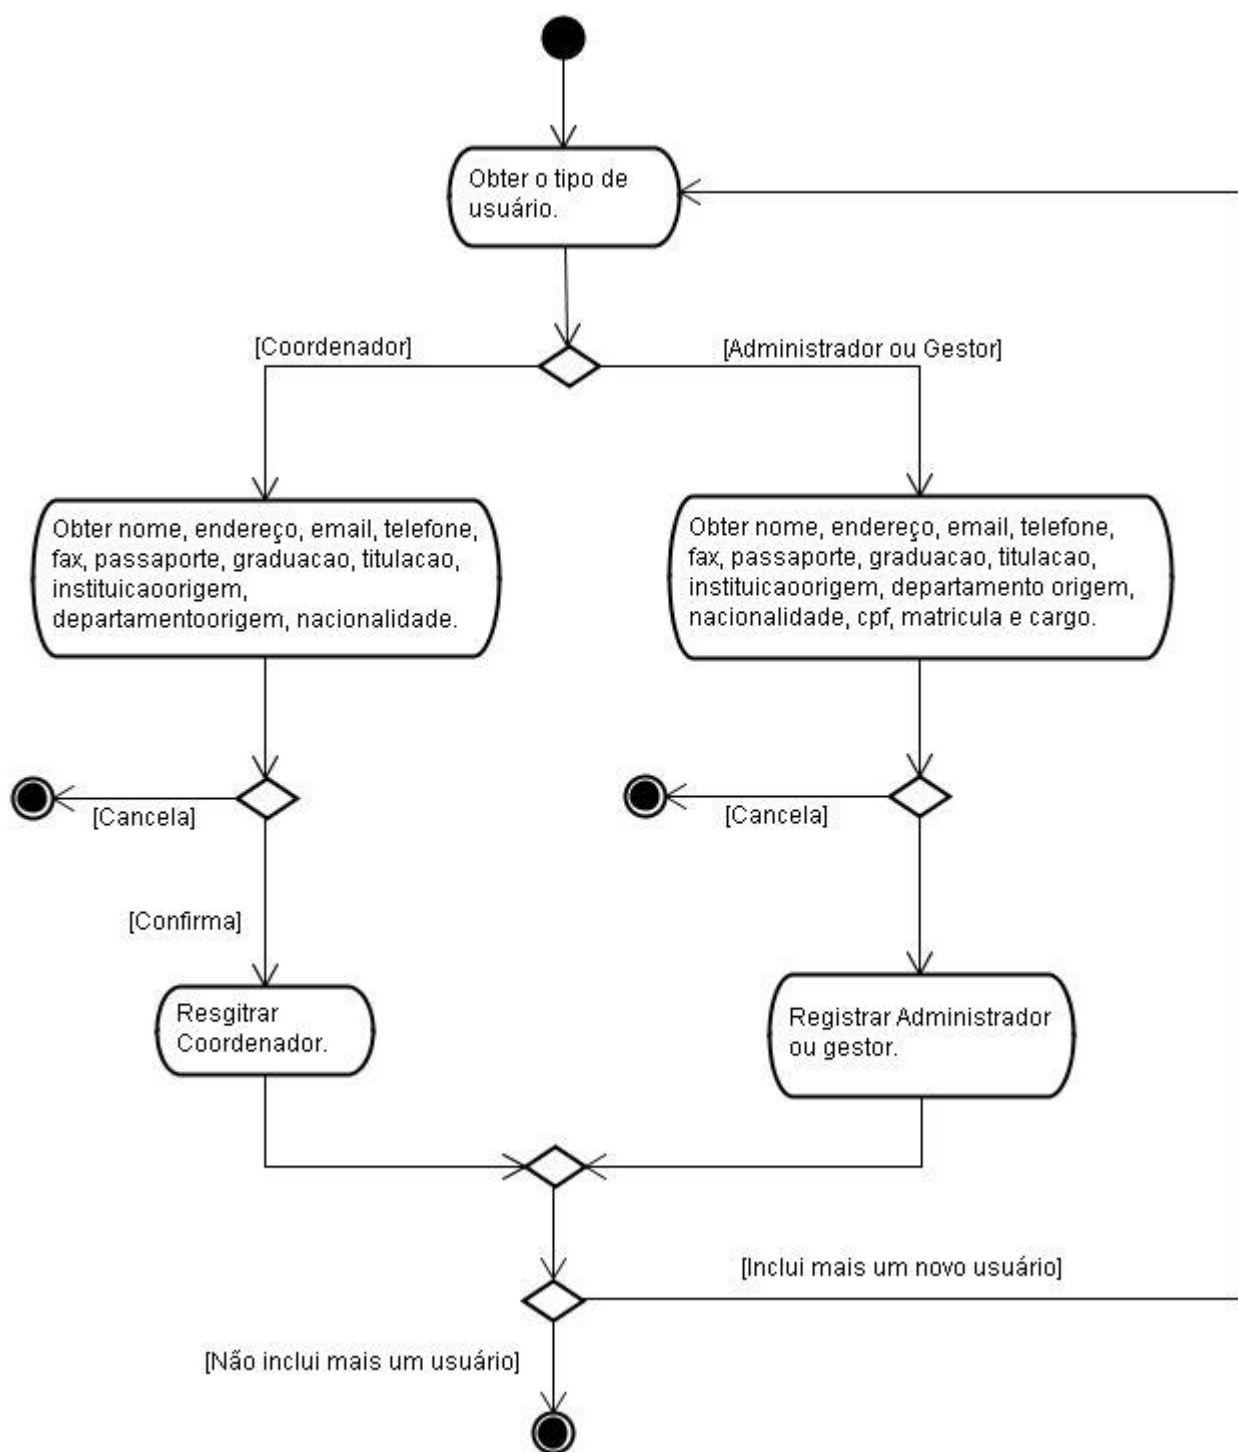 Obter o tipo de
usuário.
[Coordenador]
[Administrador ou Gestor]
Obter nome, endereço, email, telefone,
fax, passaporte, graduacao, titulacao,
instituicaoorigem,
departamentoorigem, nacionalidade.
Obter nome, endereço, email, telefone,
fax, passaporte, graduacao, titulacao,
instituicaoorigem, departamento origem,
nacionalidade, cpf, matricula e cargo.
[Cancela]
[Cancela]
[Confirma]
Resgitrar
Coordenador.
Registrar Administrador
ou gestor.
[Inclui mais um novo usuário]
[Não inclui mais um usuário]